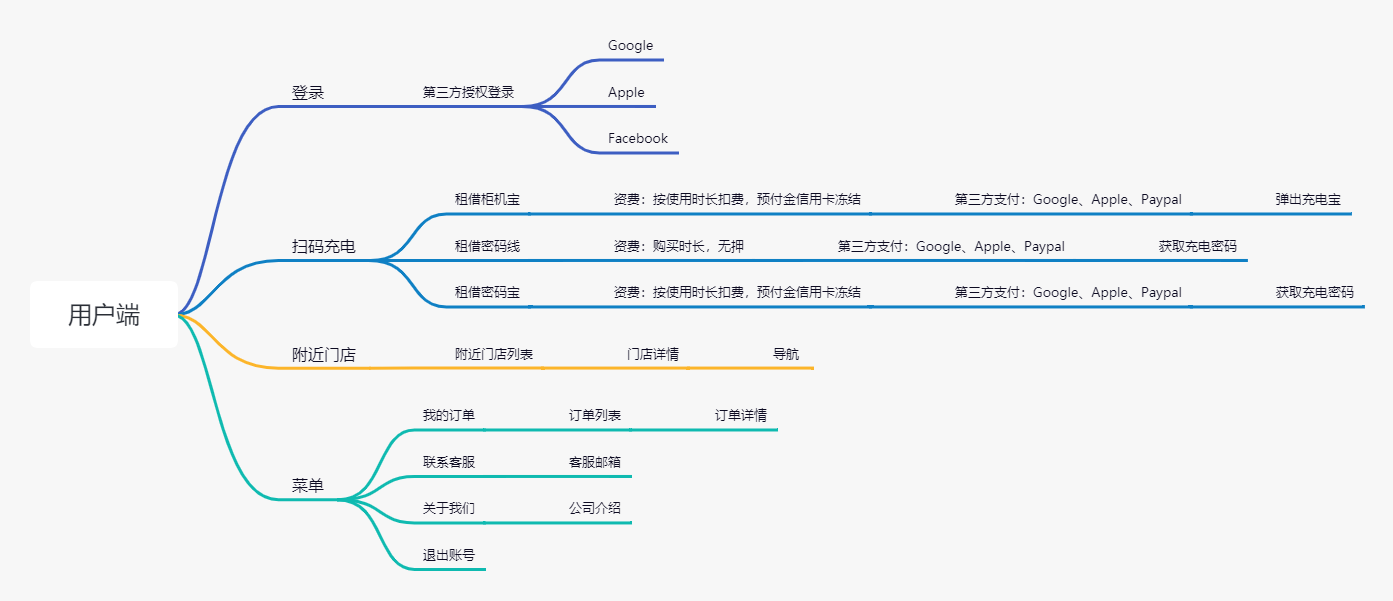 Google
登录 第三方授权登录 Apple
Facebook
租借柜机宝 资费：按使用时长扣费，预付金信用卡冻结 第三方支付：Google、Apple、Paypal 弹出充电宝
扫码充电 租借密码线 资费：购买时长，无押 第三方支付：Google、Apple、Paypal 获取充电密码
租借密码宝 资费：按使用时长扣费，预付金信用卡冻结 第三方支付：Google、Apple、Paypal 获取充电密码
用户端
附近门店 附近门店列表 门店详情 导航
我的订单 订单列表 订单详情
联系客服 客服邮箱
菜单
关于我们 公司介绍
退出账号